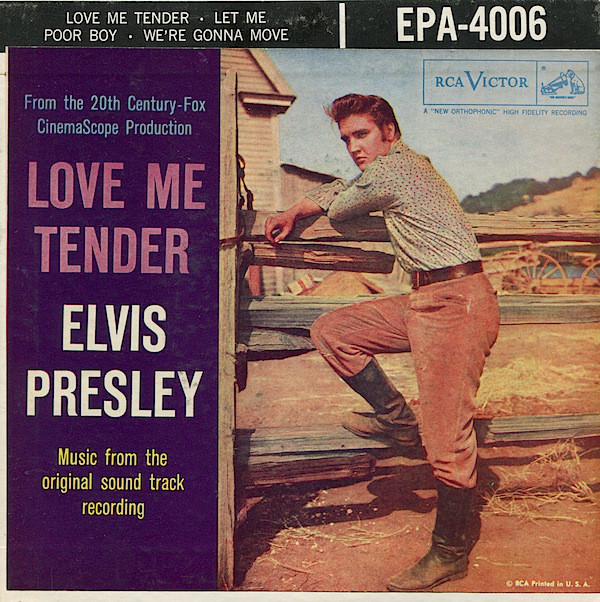 LOVE ME TENDER • LET ME
POOR BOY • WE'RE GONNA MOVE
EPA-4006
RCA VICTOR
"HIS MASTER'S VOICE"
A "NEW ORTHOPHONIC" HIGH FIDELITY RECORDING
From the 20th Century-Fox
CinemaScope Production
LOVE ME
TENDER
ELVIS
PRESLEY
Music from the
original sound track
recording
© RCA Printed in U. S. A.